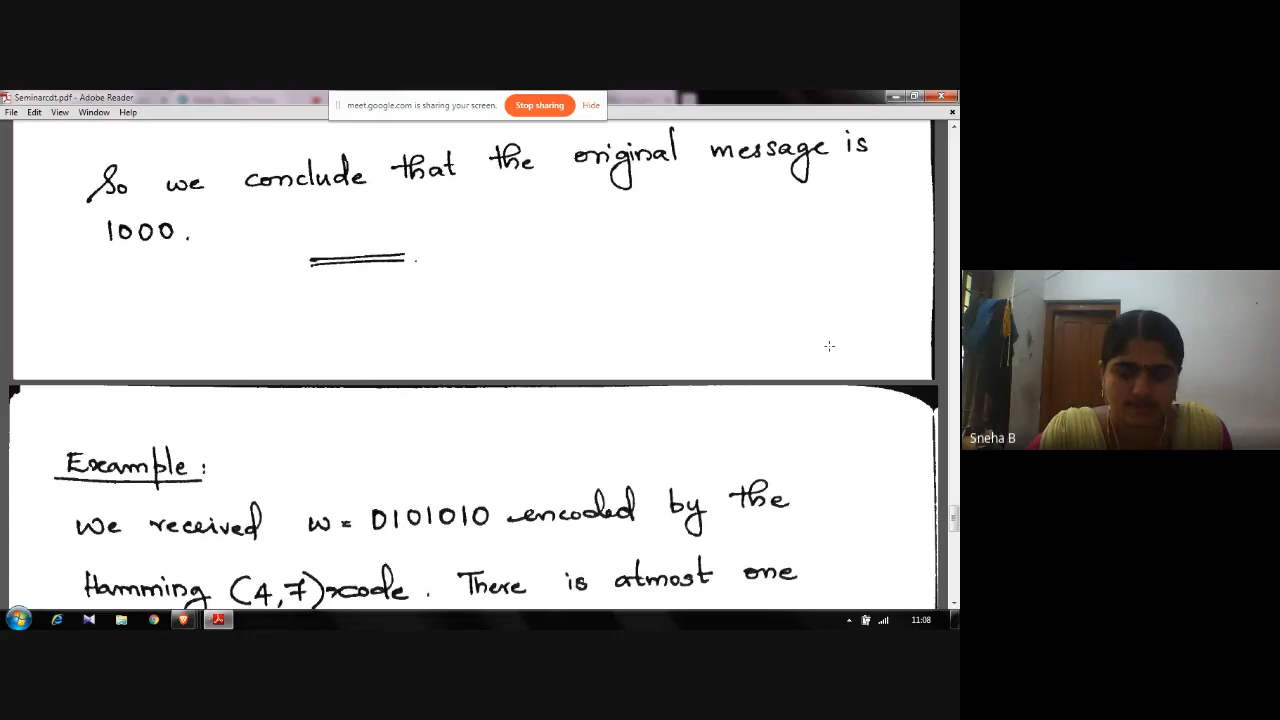 Seminarcdt.pdf - Adobe Reader
File Edit View Window Help
meet.google.com is sharing your screen. Stop sharing Hide
So we conclude that the original message is
1000.
Example:
We received w = 0101010 encoded by the
Hamming (4,7)-code. There is atmost one
Sneha B
11:08